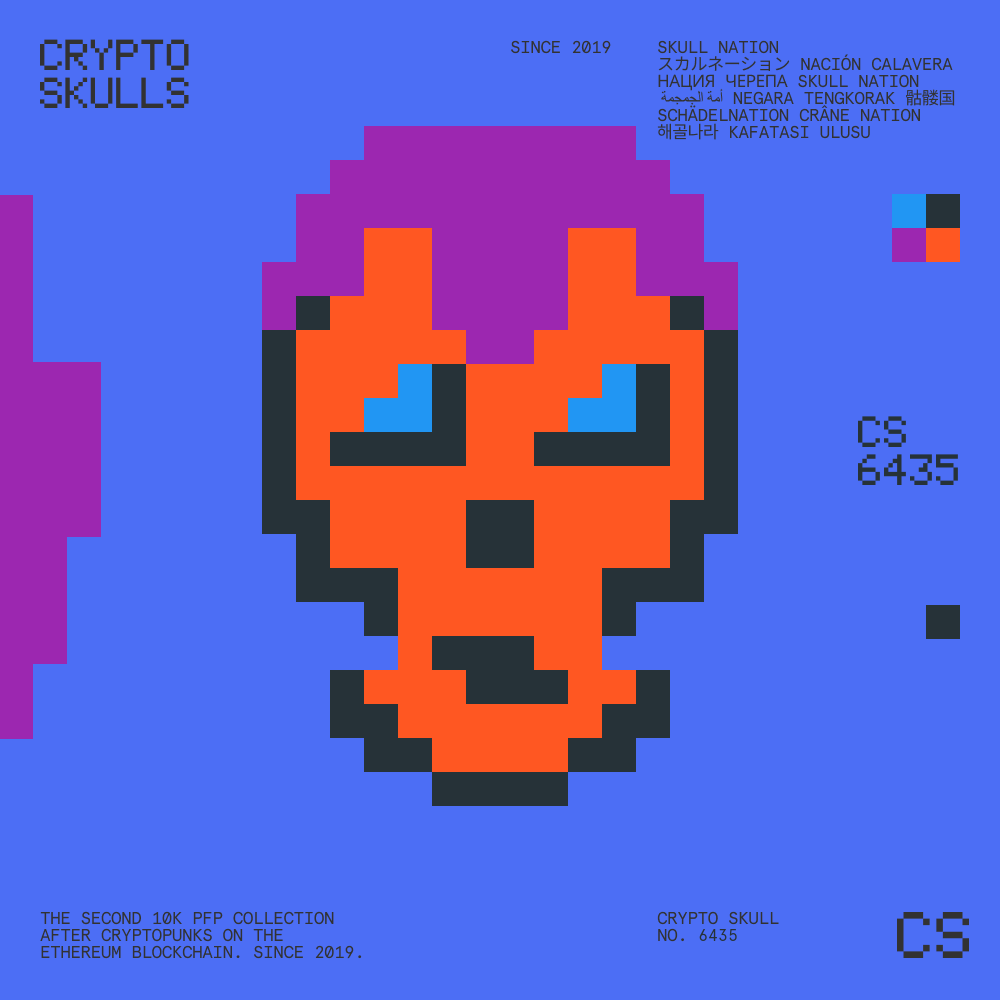 CRYPTO
SKULLS
SINCE 2019
SKULL NATION
スカルネーション NACIÓN CALAVERA
НАЦИЯ ЧЕРЕПА SKULL NATION
أمة الجمجمة NEGARA TENGKORAK 骷髅国
SCHÄDELNATION CRÂNE NATION
해골나라 KAFATASI ULUSU
CS
6435
THE SECOND 10K PFP COLLECTION
AFTER CRYPTOPUNKS ON THE
ETHEREUM BLOCKCHAIN. SINCE 2019.
CRYPTO SKULL
NO. 6435
CS